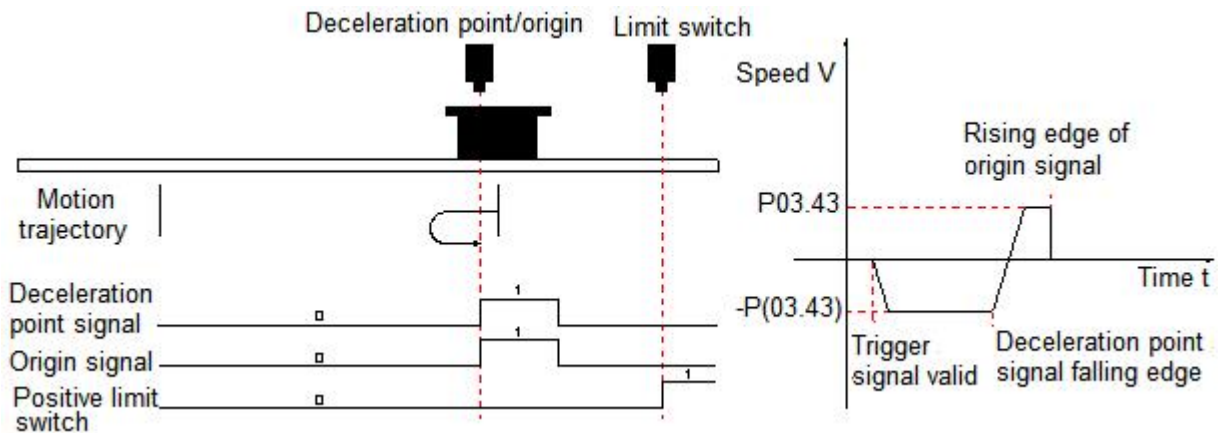 Deceleration point/origin
Limit switch
Motion
trajectory
Deceleration
point signal
0
1
Origin signal
0
1
Positive limit
switch
0
1
Speed V
Rising edge of
origin signal
P03.43
Time t
-P(03.43)
Trigger
signal valid
Deceleration point
signal falling edge